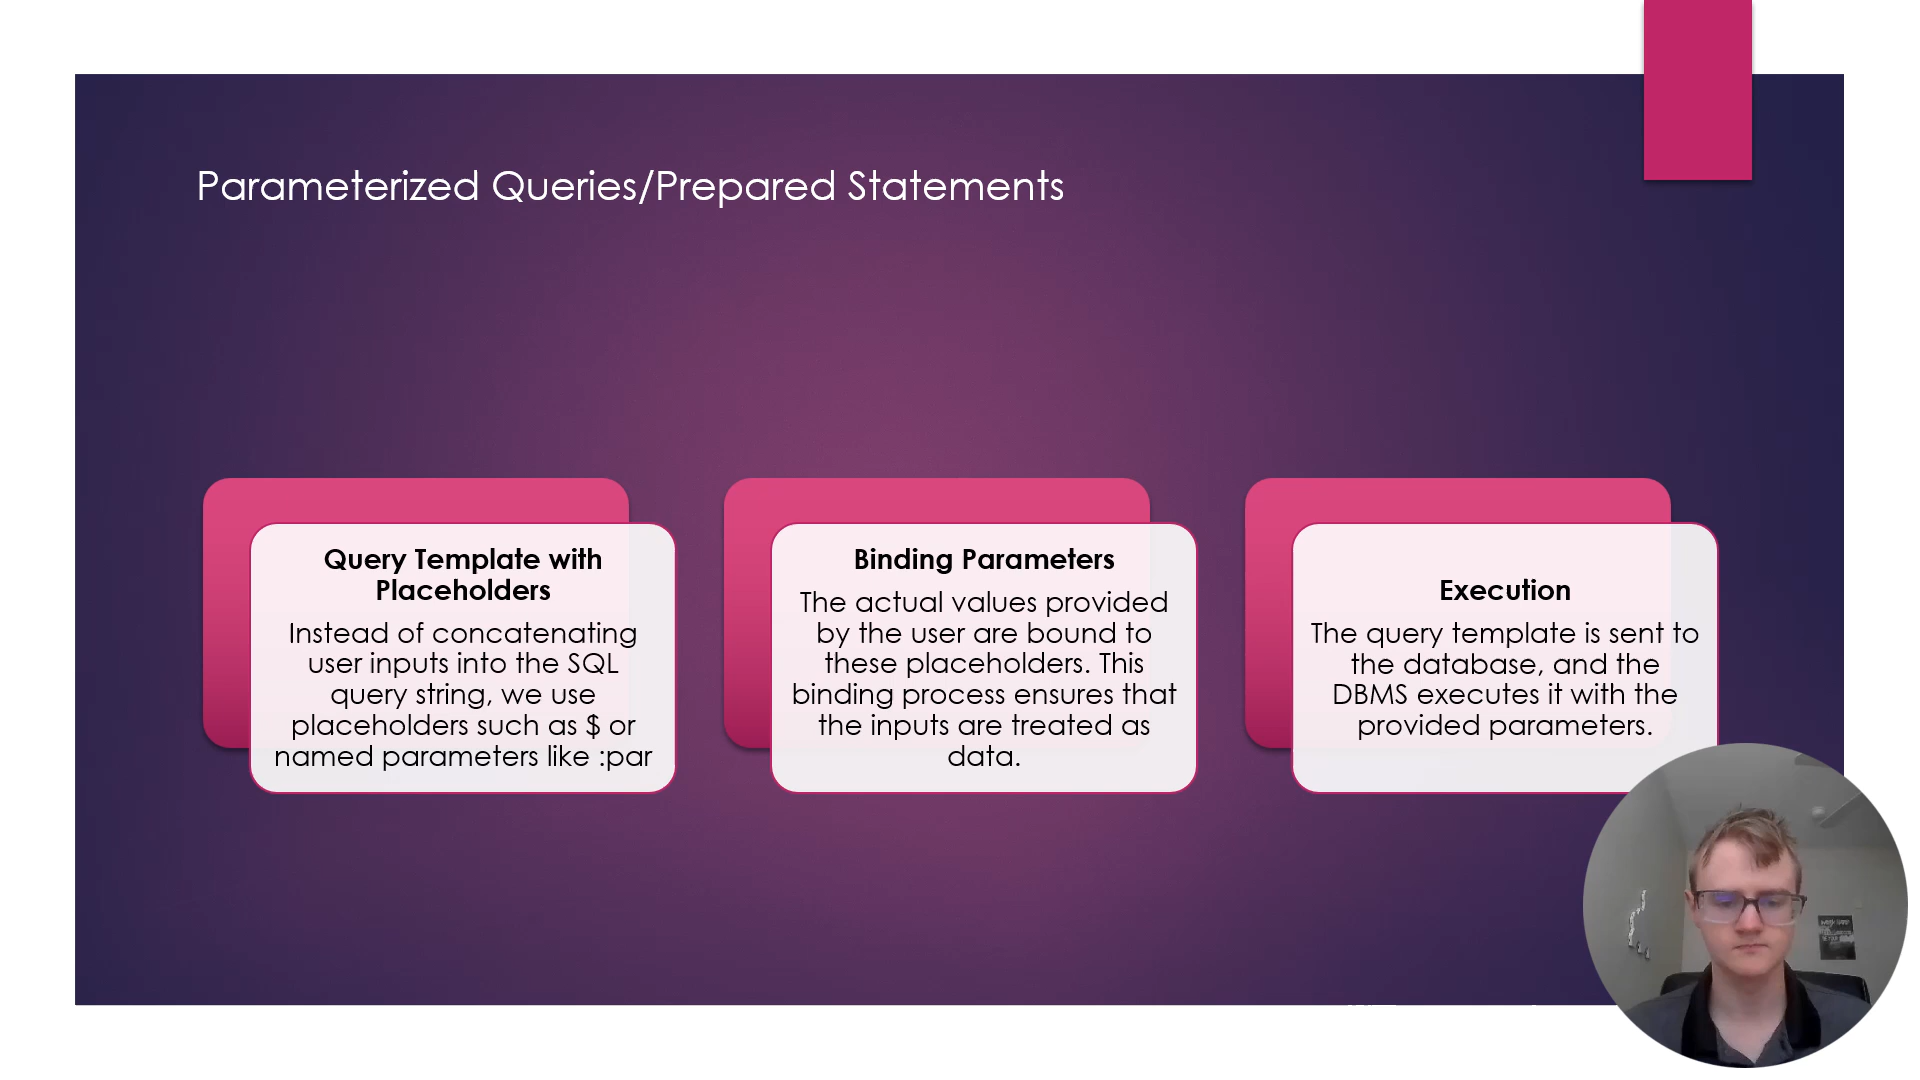 Parameterized Queries/Prepared Statements
Query Template with
Placeholders
Instead of concatenating
user inputs into the SQL
query string, we use
placeholders such as $ or
named parameters like :par
Binding Parameters
The actual values provided
by the user are bound to
these placeholders. This
binding process ensures that
the inputs are treated as
data.
Execution
The query template is sent to
the database, and the
DBMS executes it with the
provided parameters.